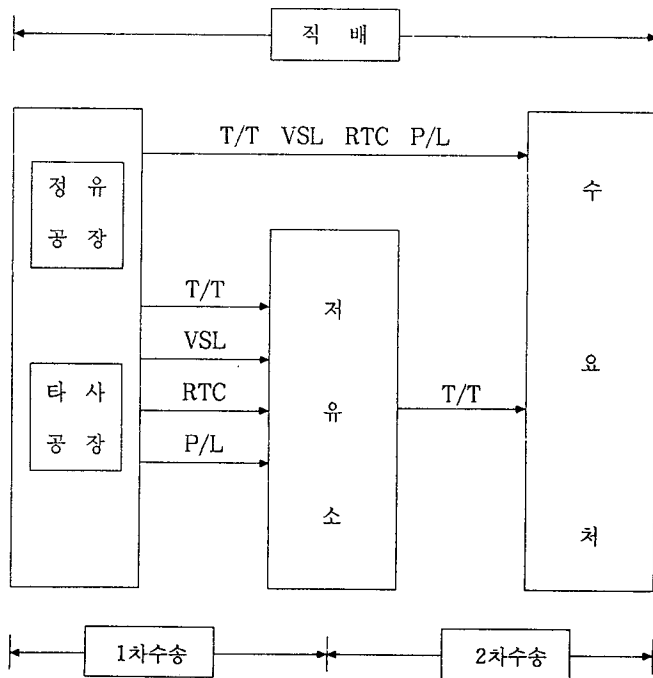 직 배
T/T VSL RTC P/L
정 유
공 장
수
요
처
T/T
VSL
RTC
P/L
저
유
소
타 사
공 장
T/T
1차수송
2차수송